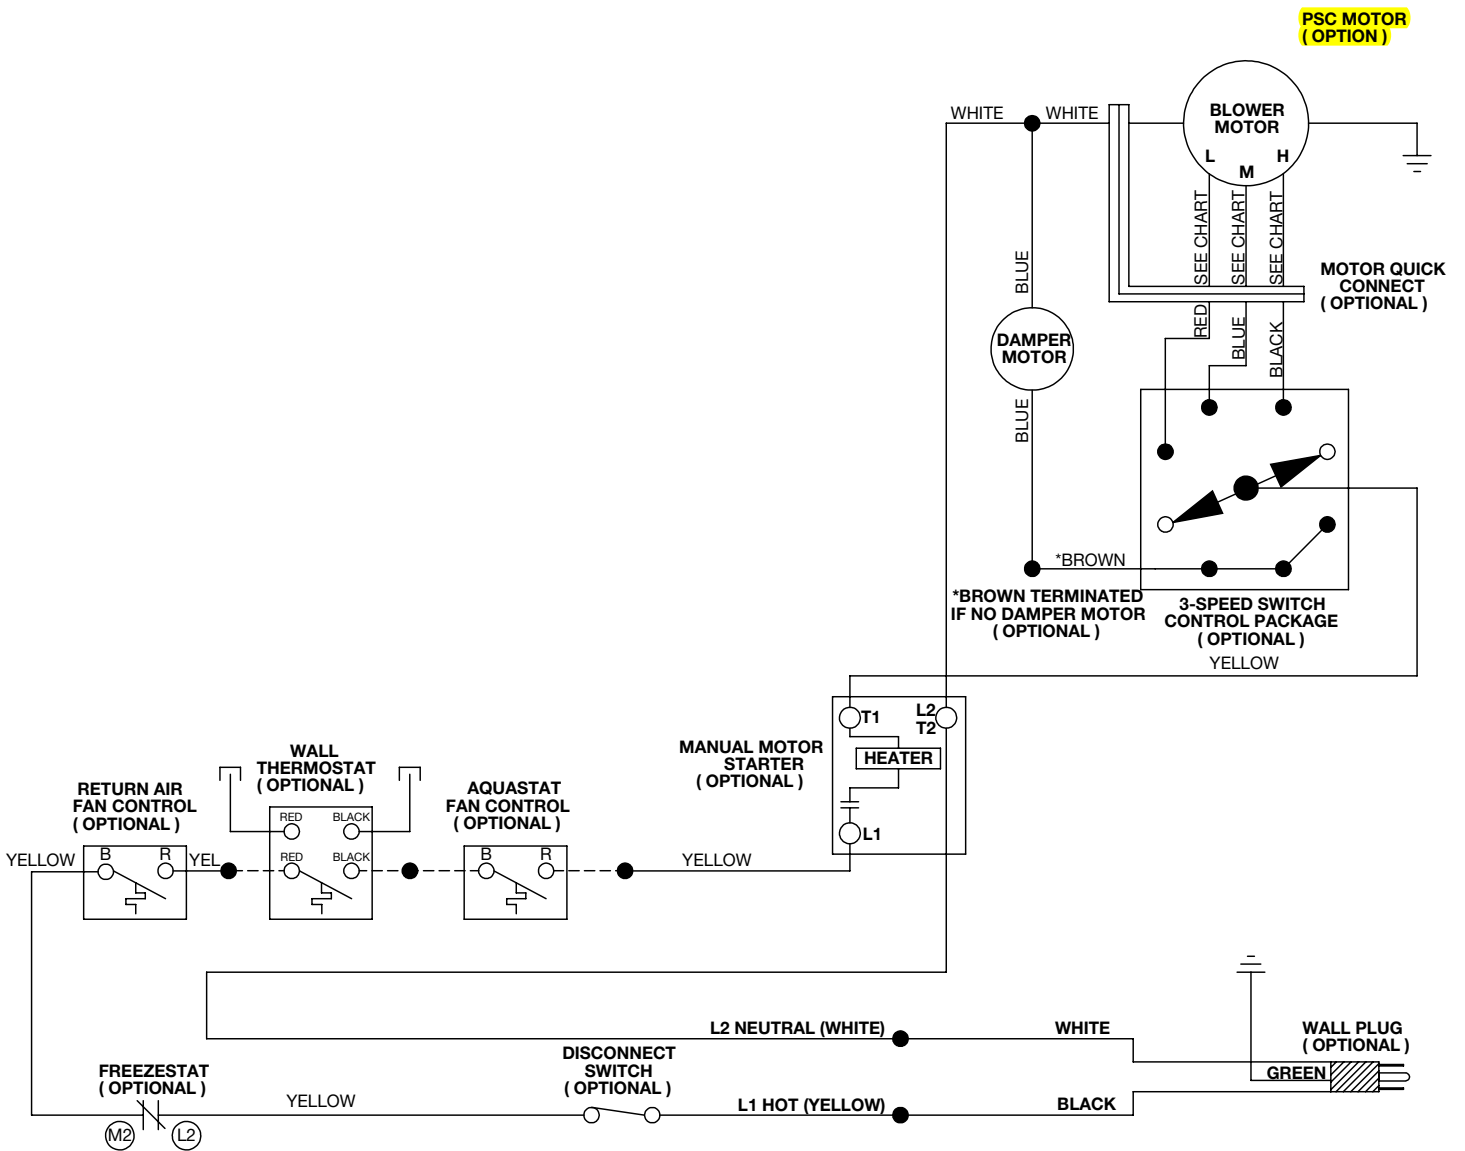 PSC MOTOR
( OPTION )
WHITE
WHITE
BLOWER
MOTOR
L
M
H
SEE CHART
SEE CHART
SEE CHART
MOTOR QUICK
CONNECT
( OPTIONAL )
BLUE
RED
BLUE
BLACK
DAMPER
MOTOR
BLUE
*BROWN
*BROWN TERMINATED
IF NO DAMPER MOTOR
( OPTIONAL )
3-SPEED SWITCH
CONTROL PACKAGE
( OPTIONAL )
YELLOW
MANUAL MOTOR
STARTER
( OPTIONAL )
T1
L2
T2
HEATER
L1
WALL
THERMOSTAT
( OPTIONAL )
RETURN AIR
FAN CONTROL
( OPTIONAL )
AQUASTAT
FAN CONTROL
( OPTIONAL )
RED
BLACK
YELLOW
B
R
YEL
RED
BLACK
B
R
YELLOW
L2 NEUTRAL (WHITE)
WHITE
WALL PLUG
( OPTIONAL )
GREEN
FREEZESTAT
( OPTIONAL )
DISCONNECT
SWITCH
( OPTIONAL )
YELLOW
L1 HOT (YELLOW)
BLACK
M2
L2